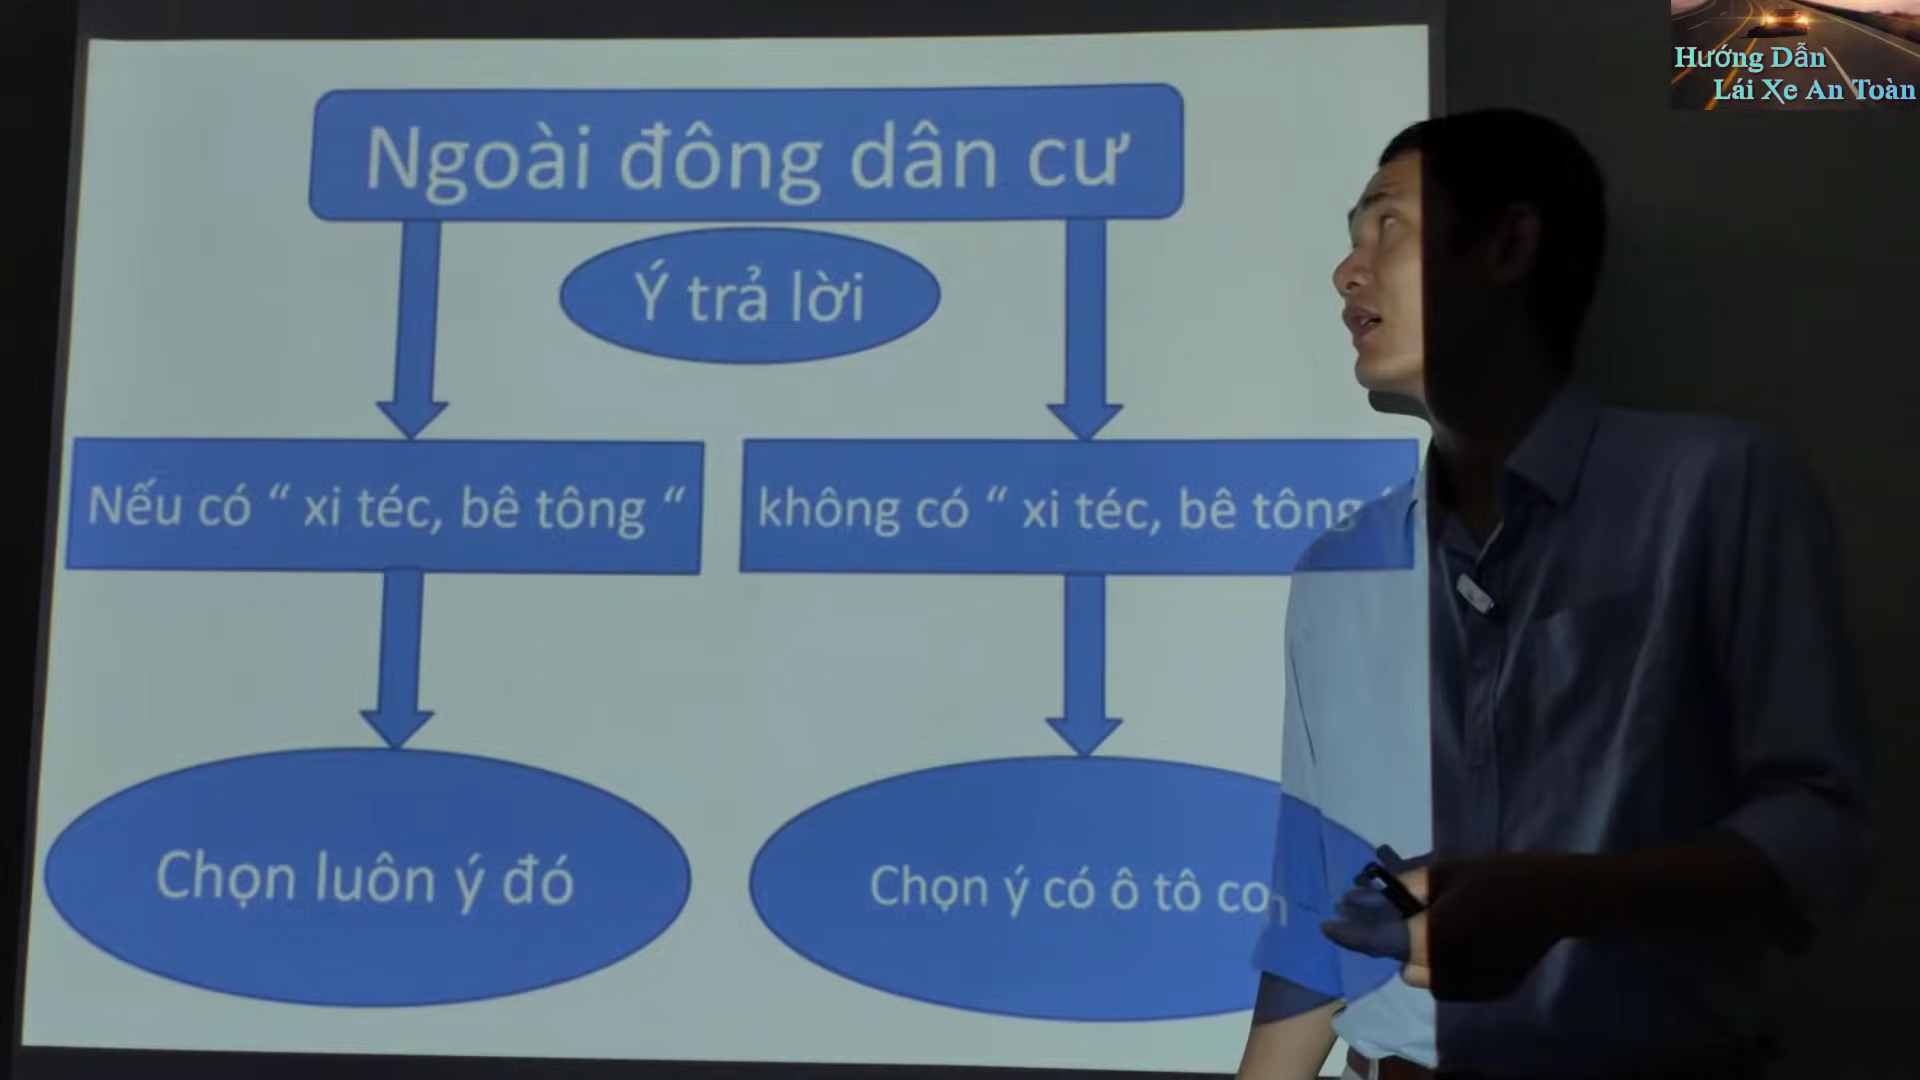 Hướng Dẫn
Lái Xe An Toàn
Ngoài đông dân cư
Ý trả lời
Nếu có “ xi téc, bê tông “
không có “ xi téc, bê tông “
Chọn luôn ý đó
Chọn ý có ô tô con